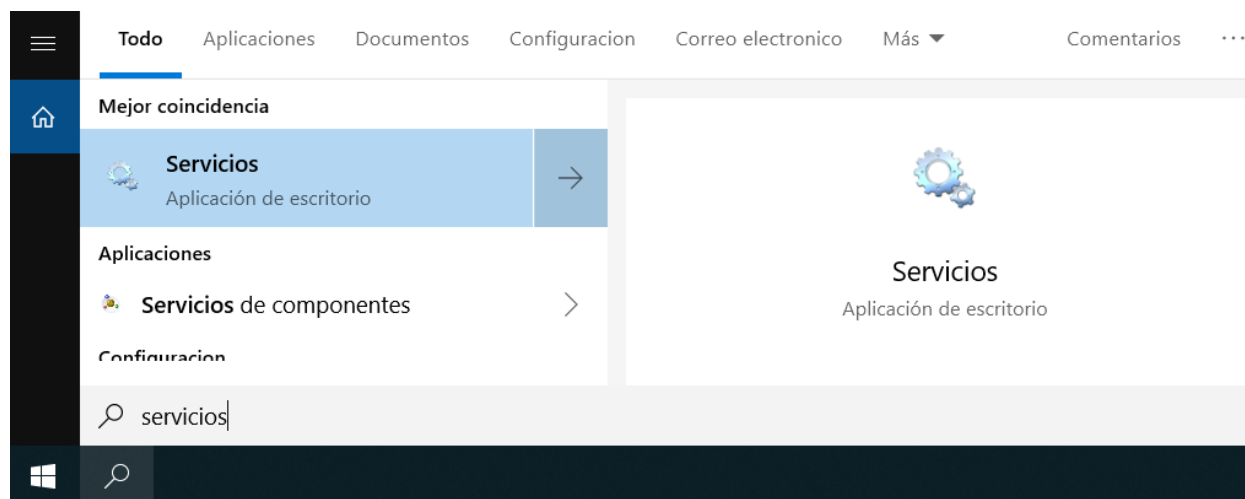 Todo Aplicaciones Documentos Configuracion Correo electronico Más Comentarios ...
Mejor coincidencia
Servicios
Aplicación de escritorio
Aplicaciones
Servicios de componentes
Configuracion
servicios
Servicios
Aplicación de escritorio